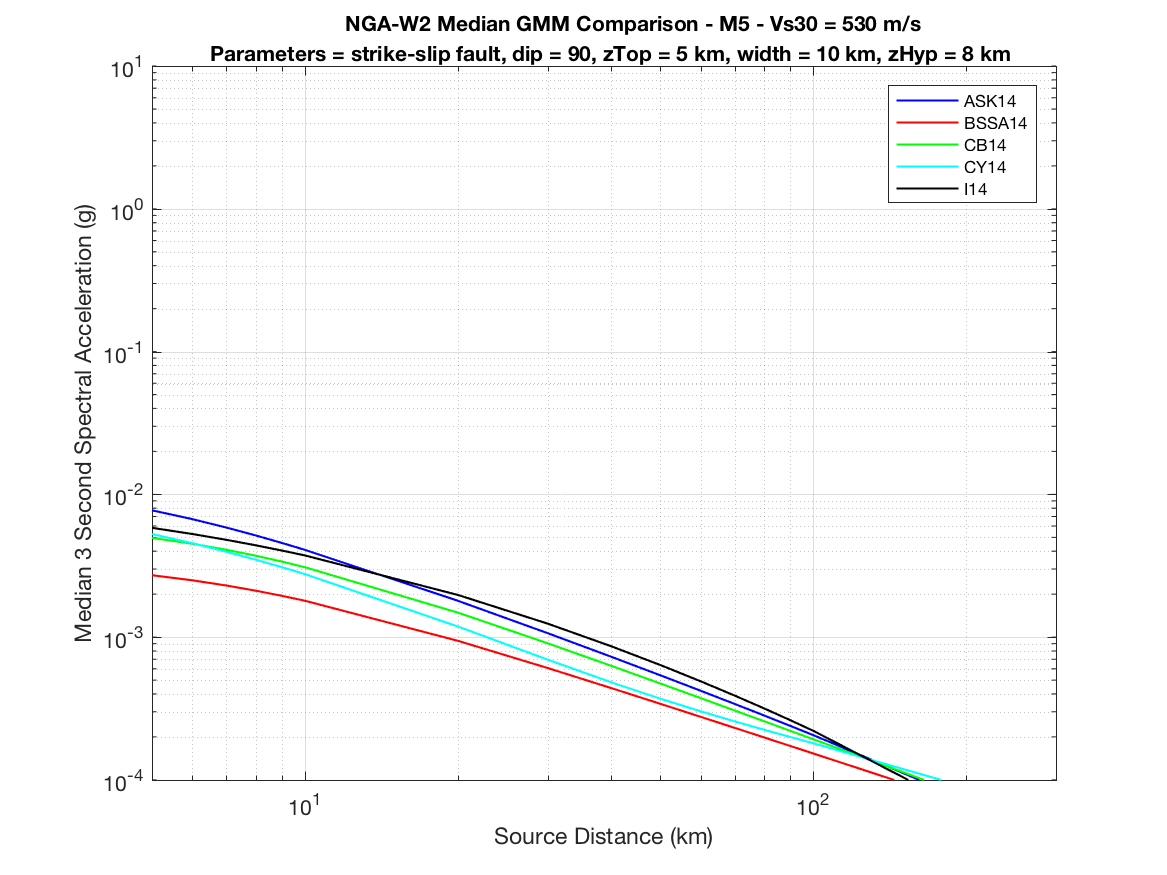 NGA-W2 Median GMM Comparison - M5 - Vs30 = 530 m/s
Parameters = strike-slip fault, dip = 90, zTop = 5 km, width = 10 km, zHyp = 8 km
10^1
10^0
10^-1
10^-2
10^-3
10^-4
Median 3 Second Spectral Acceleration (g)
ASK14
BSSA14
CB14
CY14
I14
10^1
10^2
Source Distance (km)